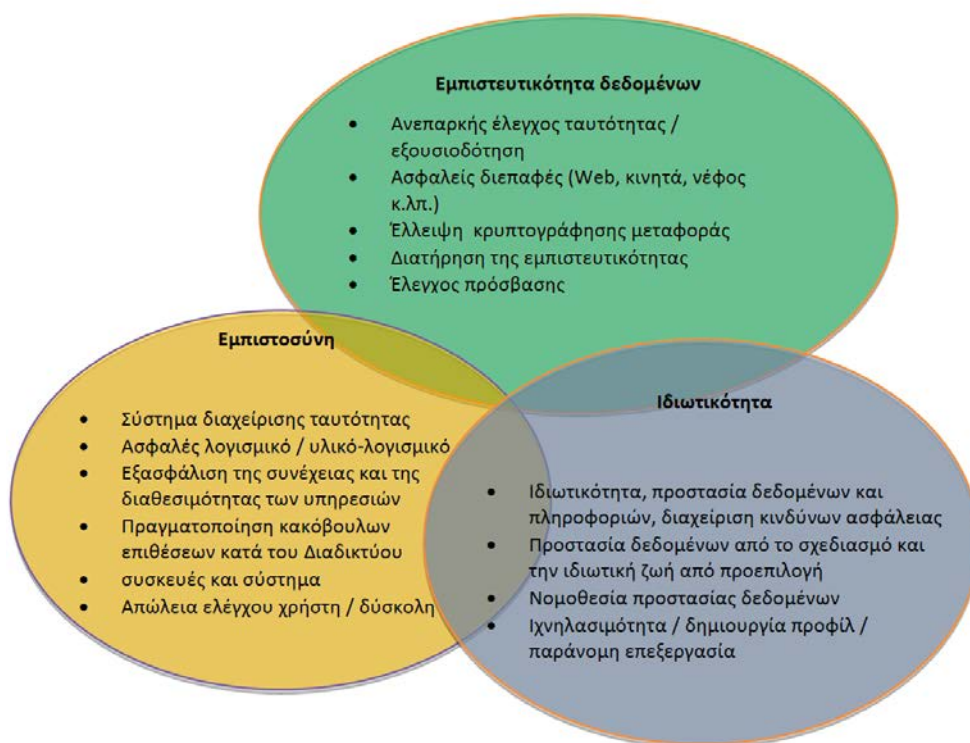 Εμπιστευτικότητα δεδομένων
• Ανεπαρκής έλεγχος ταυτότητας /
εξουσιοδότηση
• Ασφαλείς διεπαφές (Web, κινητά, νέφος
κ.λπ.)
• Έλλειψη κρυπτογράφησης μεταφοράς
• Διατήρηση της εμπιστευτικότητας
• Έλεγχος πρόσβασης
Εμπιστοσύνη
• Σύστημα διαχείρισης ταυτότητας
• Ασφαλές λογισμικό / υλικό-λογισμικό
• Εξασφάλιση της συνέχειας και της
διαθεσιμότητας των υπηρεσιών
• Πραγματοποίηση κακόβουλων
επιθέσεων κατά του Διαδικτύου
• συσκευές και σύστημα
• Απώλεια ελέγχου χρήστη / δύσκολη
Ιδιωτικότητα
• Ιδιωτικότητα, προστασία δεδομένων και
πληροφοριών, διαχείριση κινδύνων ασφάλειας
• Προστασία δεδομένων από το σχεδιασμό και
την ιδιωτική ζωή από προεπιλογή
• Νομοθεσία προστασίας δεδομένων
• Ιχνηλασιμότητα / δημιουργία προφίλ /
παράνομη επεξεργασία